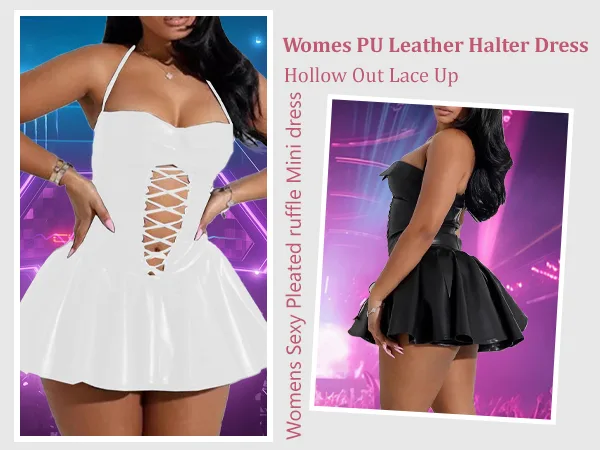 Womes PU Leather Halter Dress
Hollow Out Lace Up
Womens Sexy Pleated ruffle Mini dress